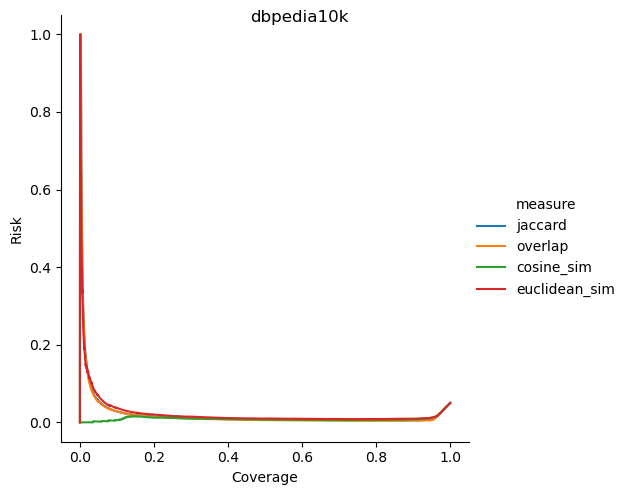 dbpedia10k
1.0
0.8
0.6
0.4
0.2
0.0
Risk
0.0 0.2 0.4 0.6 0.8 1.0
Coverage
measure
jaccard
overlap
cosine_sim
euclidean_sim